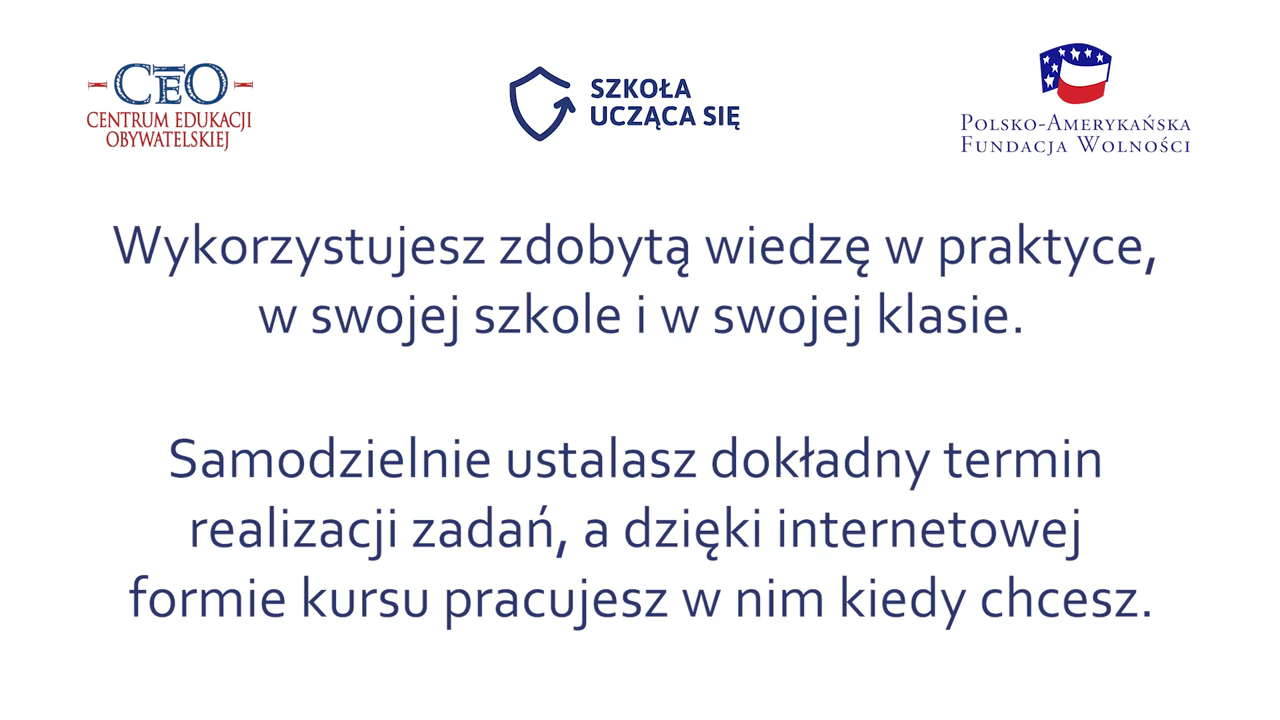 CEO
CENTRUM EDUKACJI
OBYWATELSKIEJ
SZKOŁA
UCZĄCA SIĘ
POLSKO-AMERYKAŃSKA
FUNDACJA WOLNOŚCI
Wykorzystujesz zdobytą wiedzę w praktyce,
w swojej szkole i w swojej klasie.
Samodzielnie ustalasz dokładny termin
realizacji zadań, a dzięki internetowej
formie kursu pracujesz w nim kiedy chcesz.